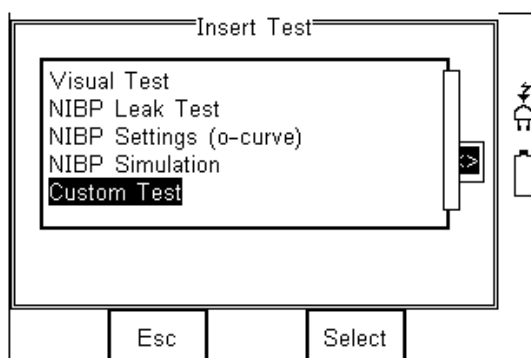 Insert Test
Visual Test
NIBP Leak Test
NIBP Settings (o-curve)
NIBP Simulation
<>
Custom Test
Esc
Select